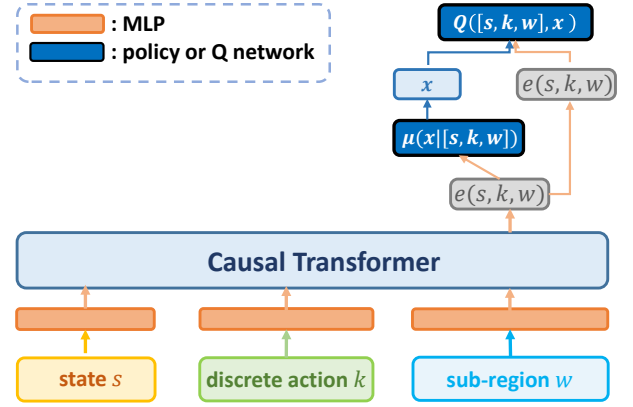 : MLP
: policy or Q network
Q([s, k, w], x )
x
e(s, k, w)
μ(x|[s, k, w])
e(s, k, w)
Causal Transformer
state s
discrete action k
sub-region w